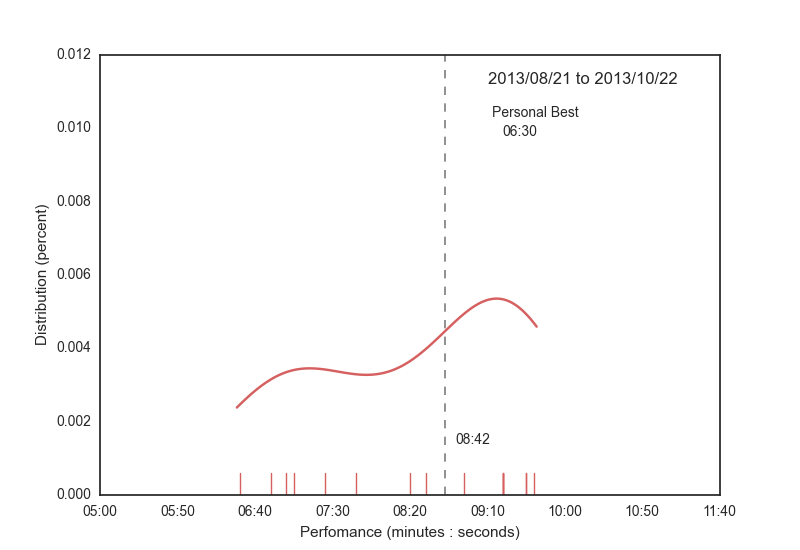 0.012
2013/08/21 to 2013/10/22
Personal Best
06:30
0.010
0.008
0.006
0.004
0.002
0.000
Distribution (percent)
08:42
05:00 05:50 06:40 07:30 08:20 09:10 10:00 10:50 11:40
Perfomance (minutes : seconds)